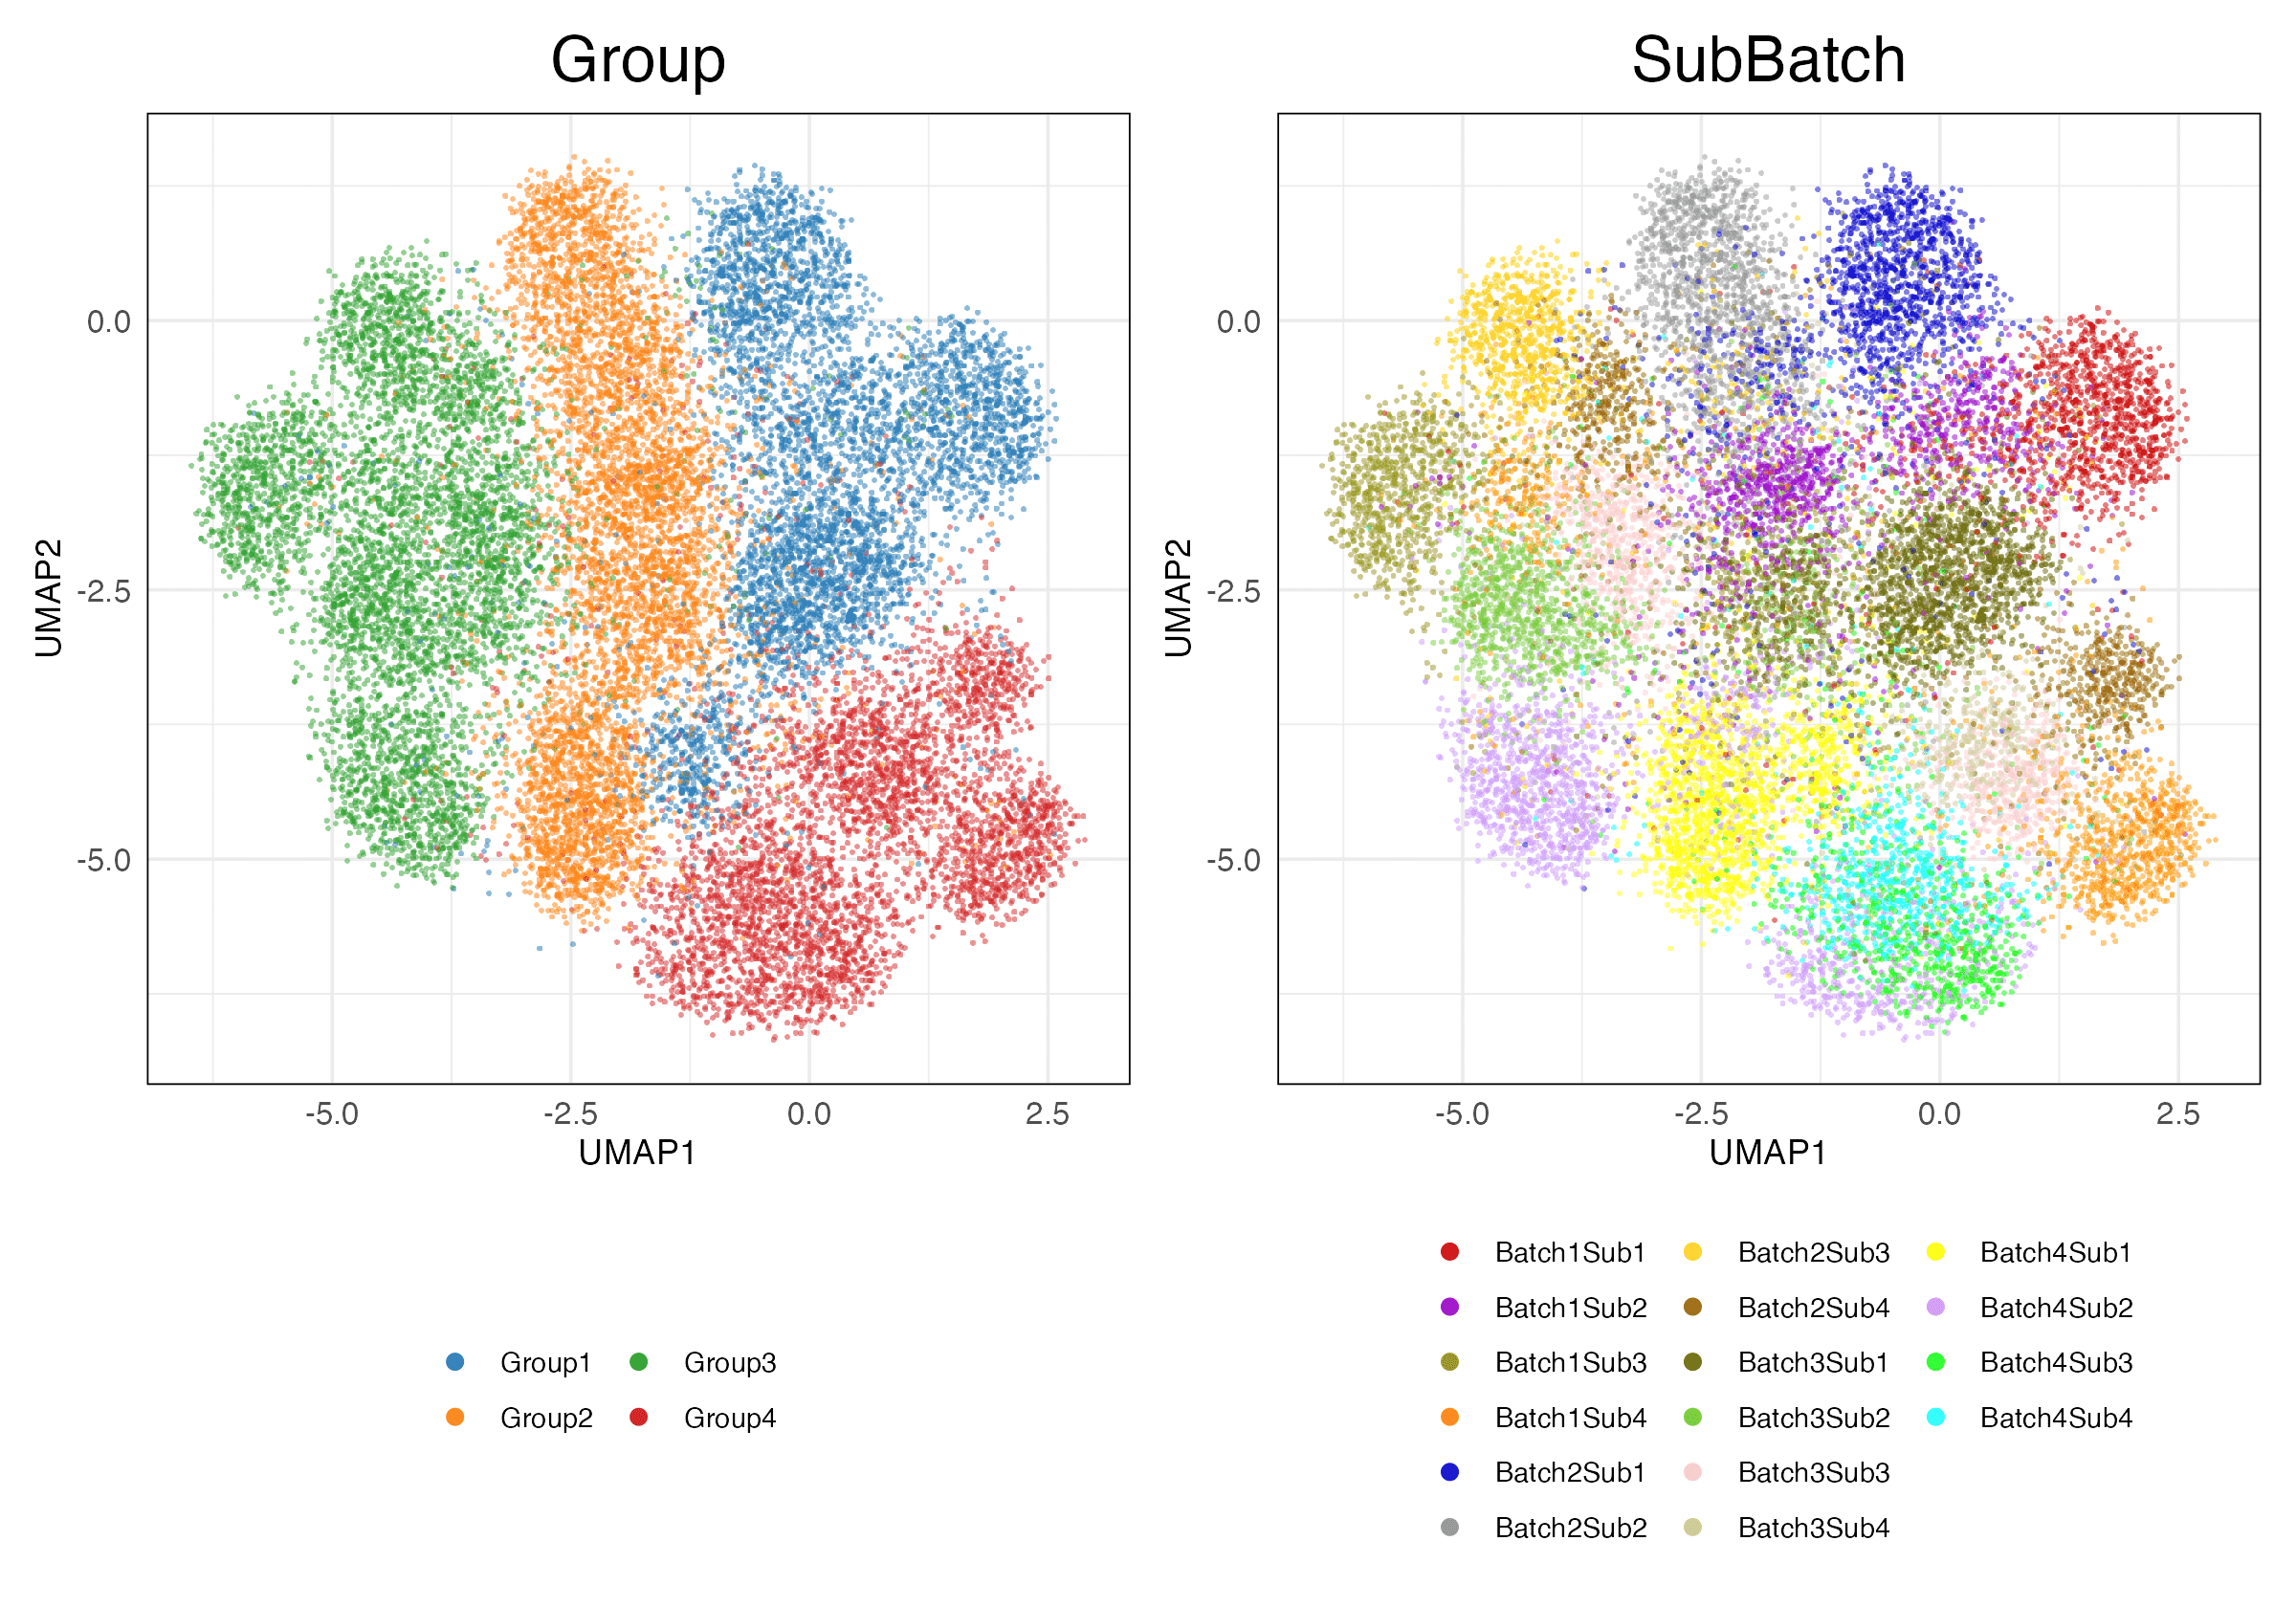 Group
SubBatch
0.0
-2.5
-5.0
UMAP2
-5.0 -2.5 0.0 2.5
UMAP1
0.0
-2.5
-5.0
UMAP2
-5.0 -2.5 0.0 2.5
UMAP1
Group1 Group3
Group2 Group4
Batch1Sub1 Batch2Sub3 Batch4Sub1
Batch1Sub2 Batch2Sub4 Batch4Sub2
Batch1Sub3 Batch3Sub1 Batch4Sub3
Batch1Sub4 Batch3Sub2 Batch4Sub4
Batch2Sub1 Batch3Sub3
Batch2Sub2 Batch3Sub4